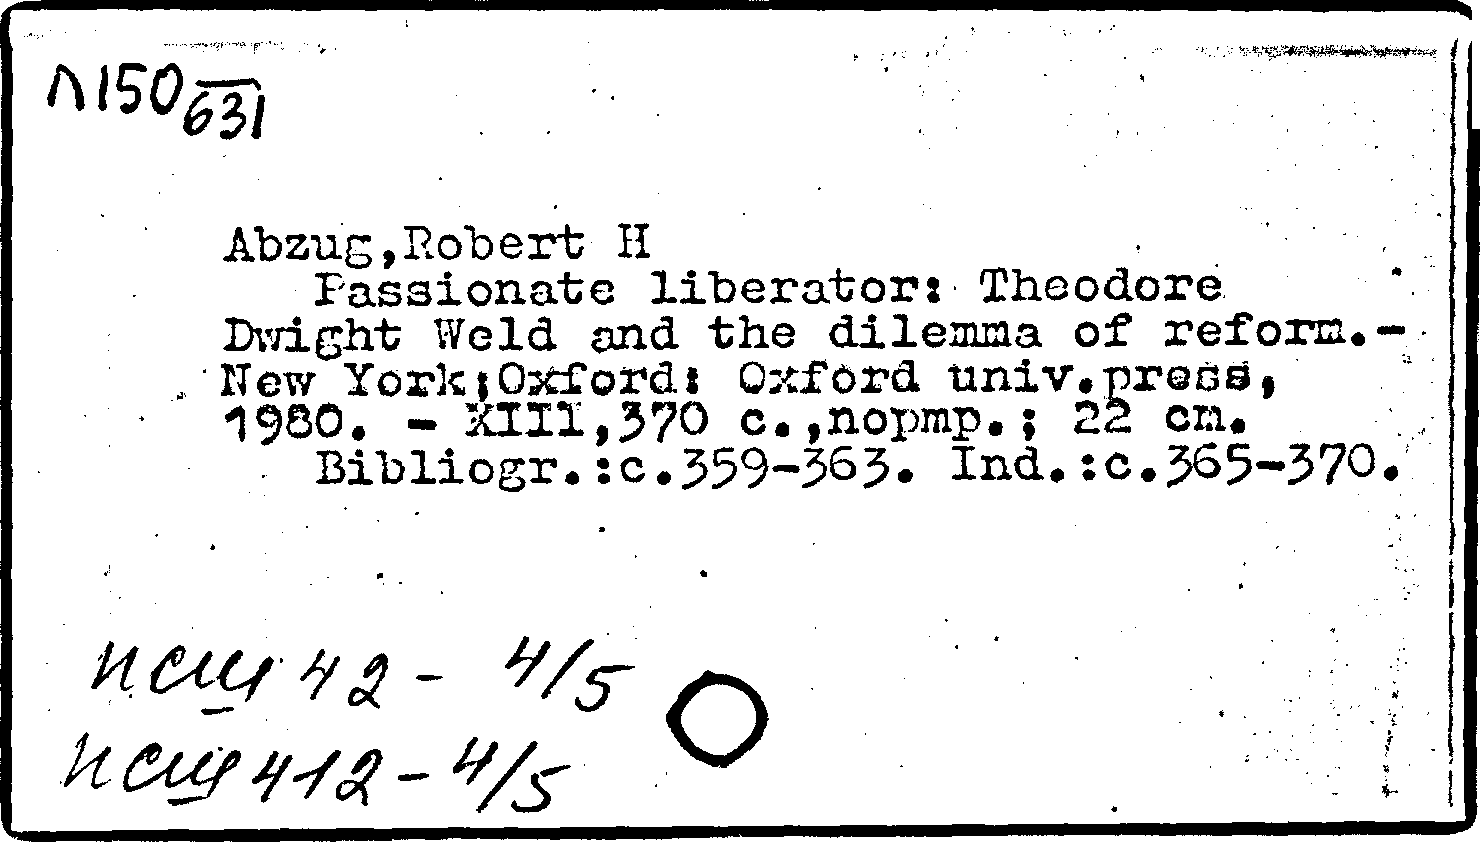 Л150
631
Abzug,Robert H
Passionate liberator: Theodore
Dwight Weld and the dilemma of reform.-
New York;Oxford: Oxford univ.press,
1980. - XIII,370 c.,портр.; 22 cm.
Bibliogr.:c.359-363. Ind.:c.365-370.
42 - 4/5
412 - 4/5